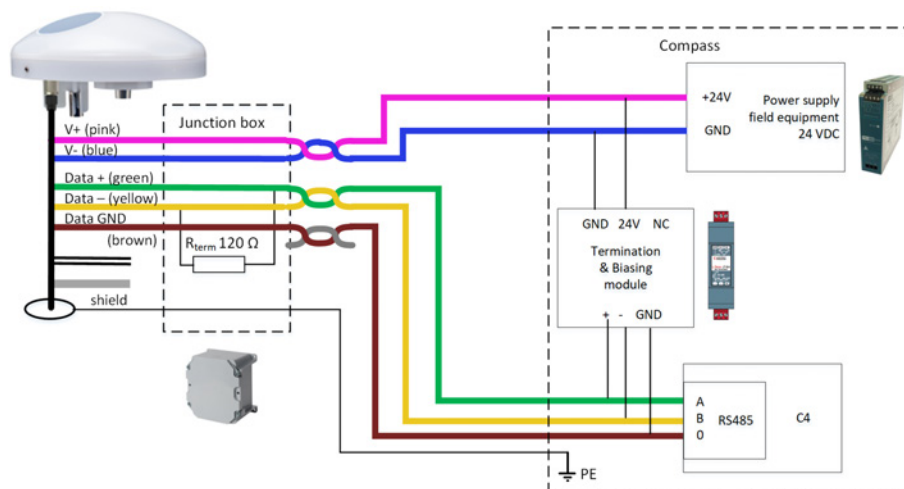 Compass
+24V
GND
Power supply
field equipment
24 VDC
Junction box
V+ (pink)
V- (blue)
Data + (green)
Data – (yellow)
Data GND
(brown)
Rterm 120 Ω
shield
GND 24V NC
Termination
& Biasing
module
+ - GND
A
B
0
RS485
C4
PE